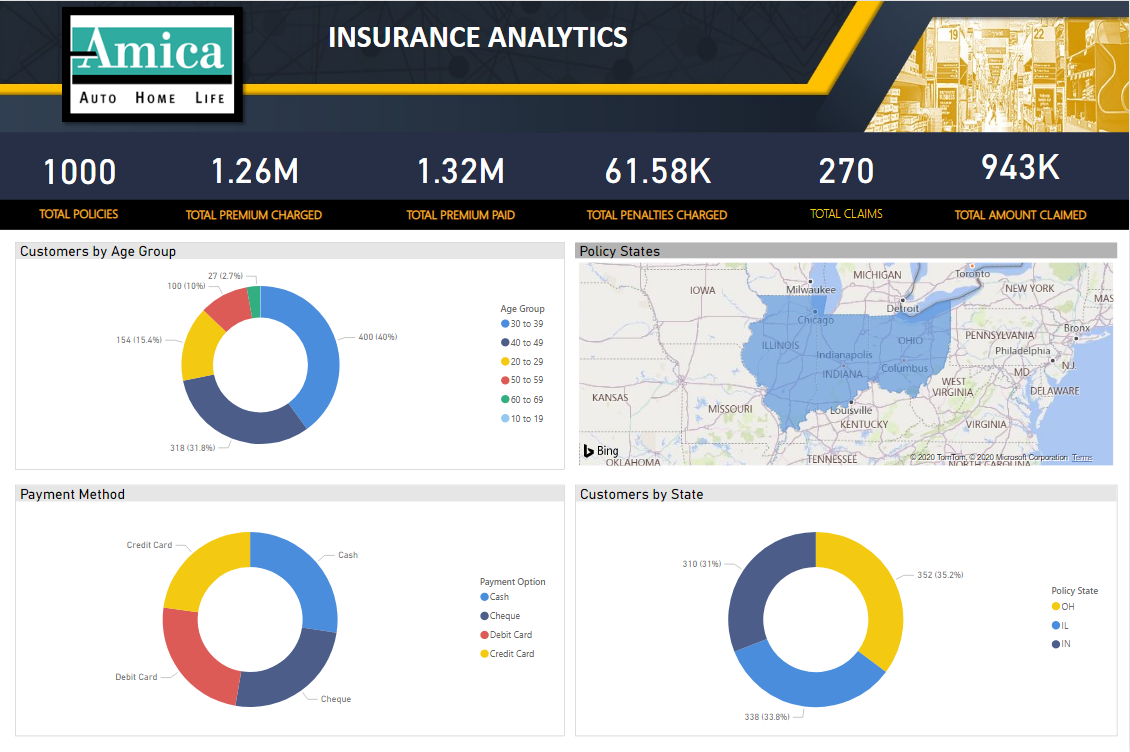 Amica
AUTO HOME LIFE
INSURANCE ANALYTICS
19
22
1000
1.26M
1.32M
61.58K
270
943K
TOTAL POLICIES
TOTAL PREMIUM CHARGED
TOTAL PREMIUM PAID
TOTAL PENALTIES CHARGED
TOTAL CLAIMS
TOTAL AMOUNT CLAIMED
Customers by Age Group
27 (2.7%)
100 (10%)
154 (15.4%)
400 (40%)
318 (31.8%)
Age Group
30 to 39
40 to 49
20 to 29
50 to 59
60 to 69
10 to 19
Policy States
MICHIGAN
Toronto
IOWA
Milwaukee
NEW YORK
MAS
Chicago
Detroit
Bronx
ILLINOIS
OHIO
PENNSYLVANIA
Indianapolis
Philadelphia
INDIANA
Columbus
MD
N.J.
KANSAS
WEST
VIRGINIA
DELAWARE
MISSOURI
Louisville
KENTUCKY
VIRGINIA
Bing
OKLAHOMA
TENNESSEE
NORTH CAROLINA
© 2020 TomTom, © 2020 Microsoft Corporation Terms
Payment Method
Credit Card
Cash
Debit Card
Cheque
Payment Option
Cash
Cheque
Debit Card
Credit Card
Customers by State
310 (31%)
352 (35.2%)
338 (33.8%)
Policy State
OH
IL
IN